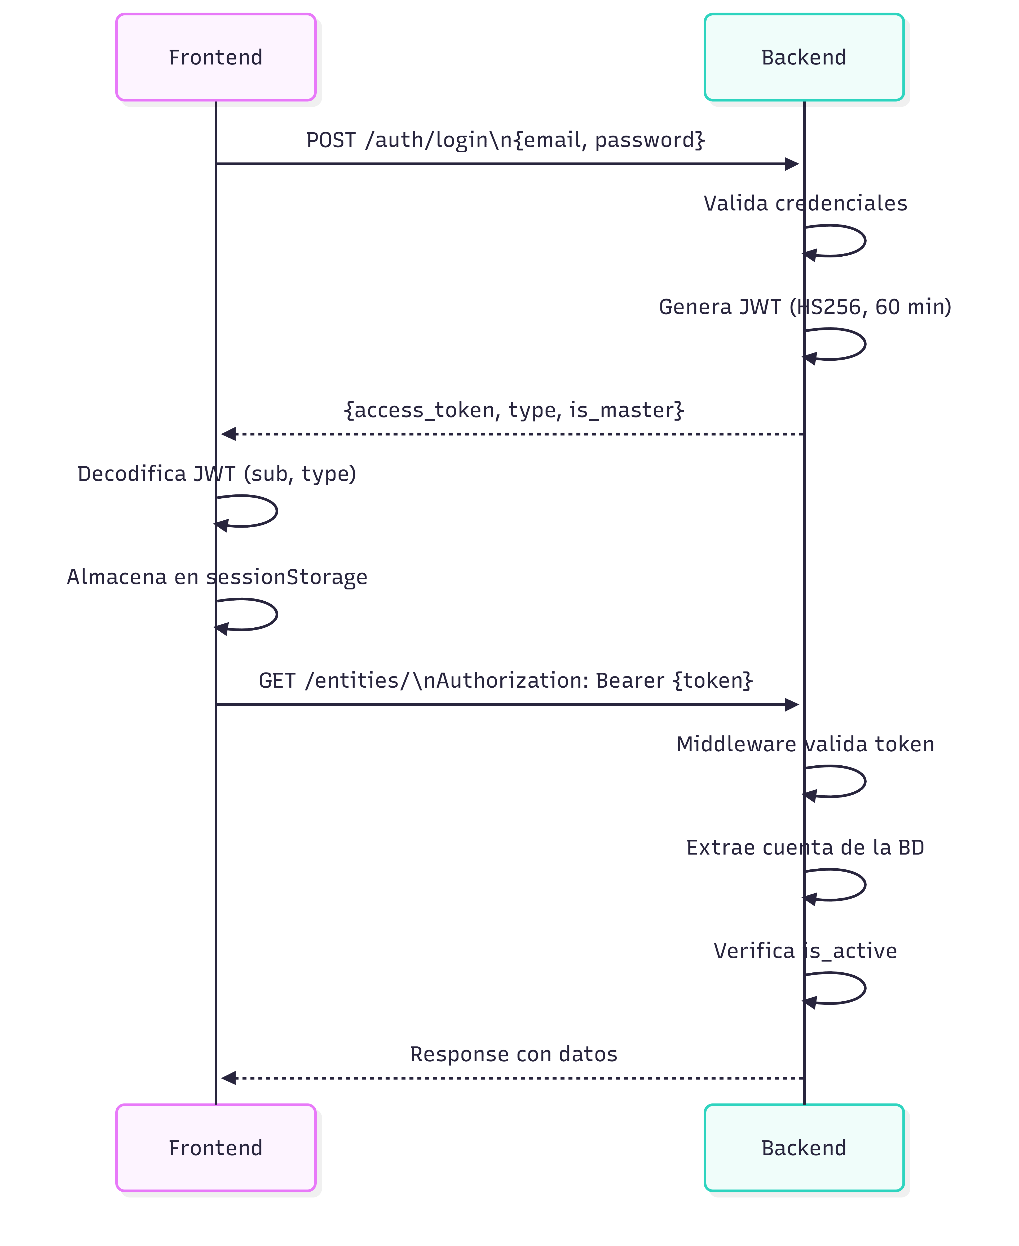 Frontend
Backend
POST /auth/login\n{email, password}
Valida credenciales
Genera JWT (HS256, 60 min)
{access_token, type, is_master}
Decodifica JWT (sub, type)
Almacena en sessionStorage
GET /entities/\nAuthorization: Bearer {token}
Middleware valida token
Extrae cuenta de la BD
Verifica is_active
Response con datos
Frontend
Backend